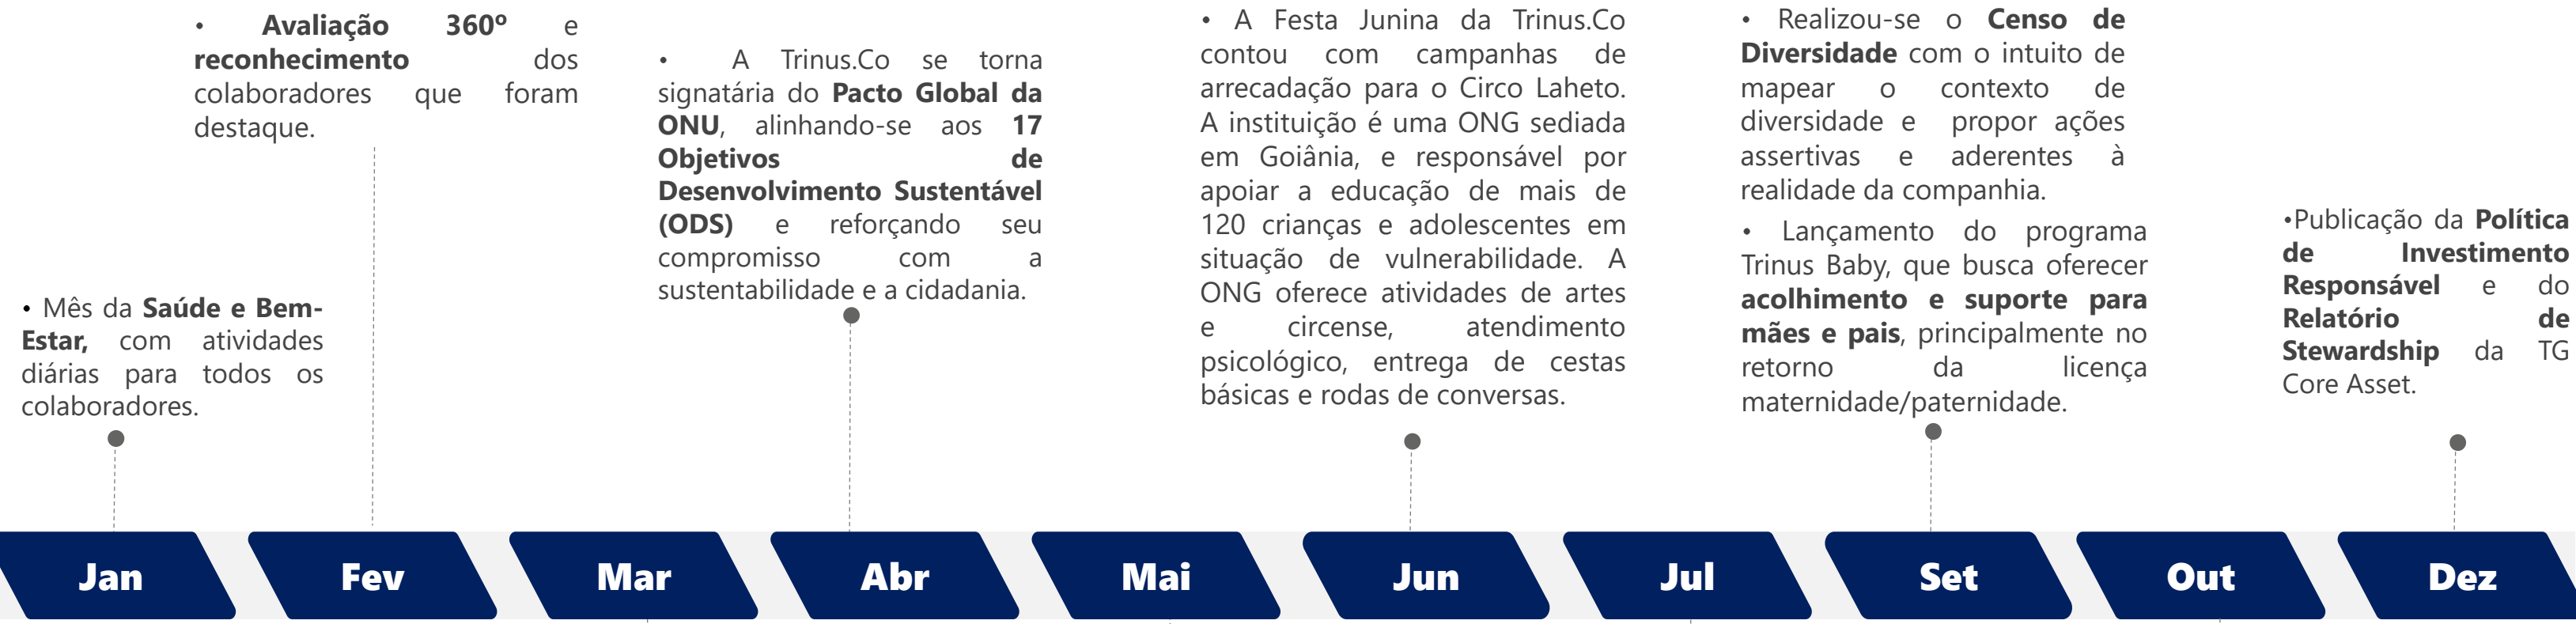 • Mês da Saúde e Bem-
Estar, com atividades
diárias para todos os
colaboradores.
• Avaliação 360º e
reconhecimento dos
colaboradores que foram
destaque.
• A Trinus.Co se torna
signatária do Pacto Global da
ONU, alinhando-se aos 17
Objetivos de
Desenvolvimento Sustentável
(ODS) e reforçando seu
compromisso com a
sustentabilidade e a cidadania.
• A Festa Junina da Trinus.Co
contou com campanhas de
arrecadação para o Circo Laheto.
A instituição é uma ONG sediada
em Goiânia, e responsável por
apoiar a educação de mais de
120 crianças e adolescentes em
situação de vulnerabilidade. A
ONG oferece atividades de artes
e circense, atendimento
psicológico, entrega de cestas
básicas e rodas de conversas.
• Realizou-se o Censo de
Diversidade com o intuito de
mapear o contexto de
diversidade e propor ações
assertivas e aderentes à
realidade da companhia.
• Lançamento do programa
Trinus Baby, que busca oferecer
acolhimento e suporte para
mães e pais, principalmente no
retorno da licença
maternidade/paternidade.
•Publicação da Política
de Investimento
Responsável e do
Relatório de
Stewardship da TG
Core Asset.
Jan Fev Mar Abr Mai Jun Jul Set Out Dez